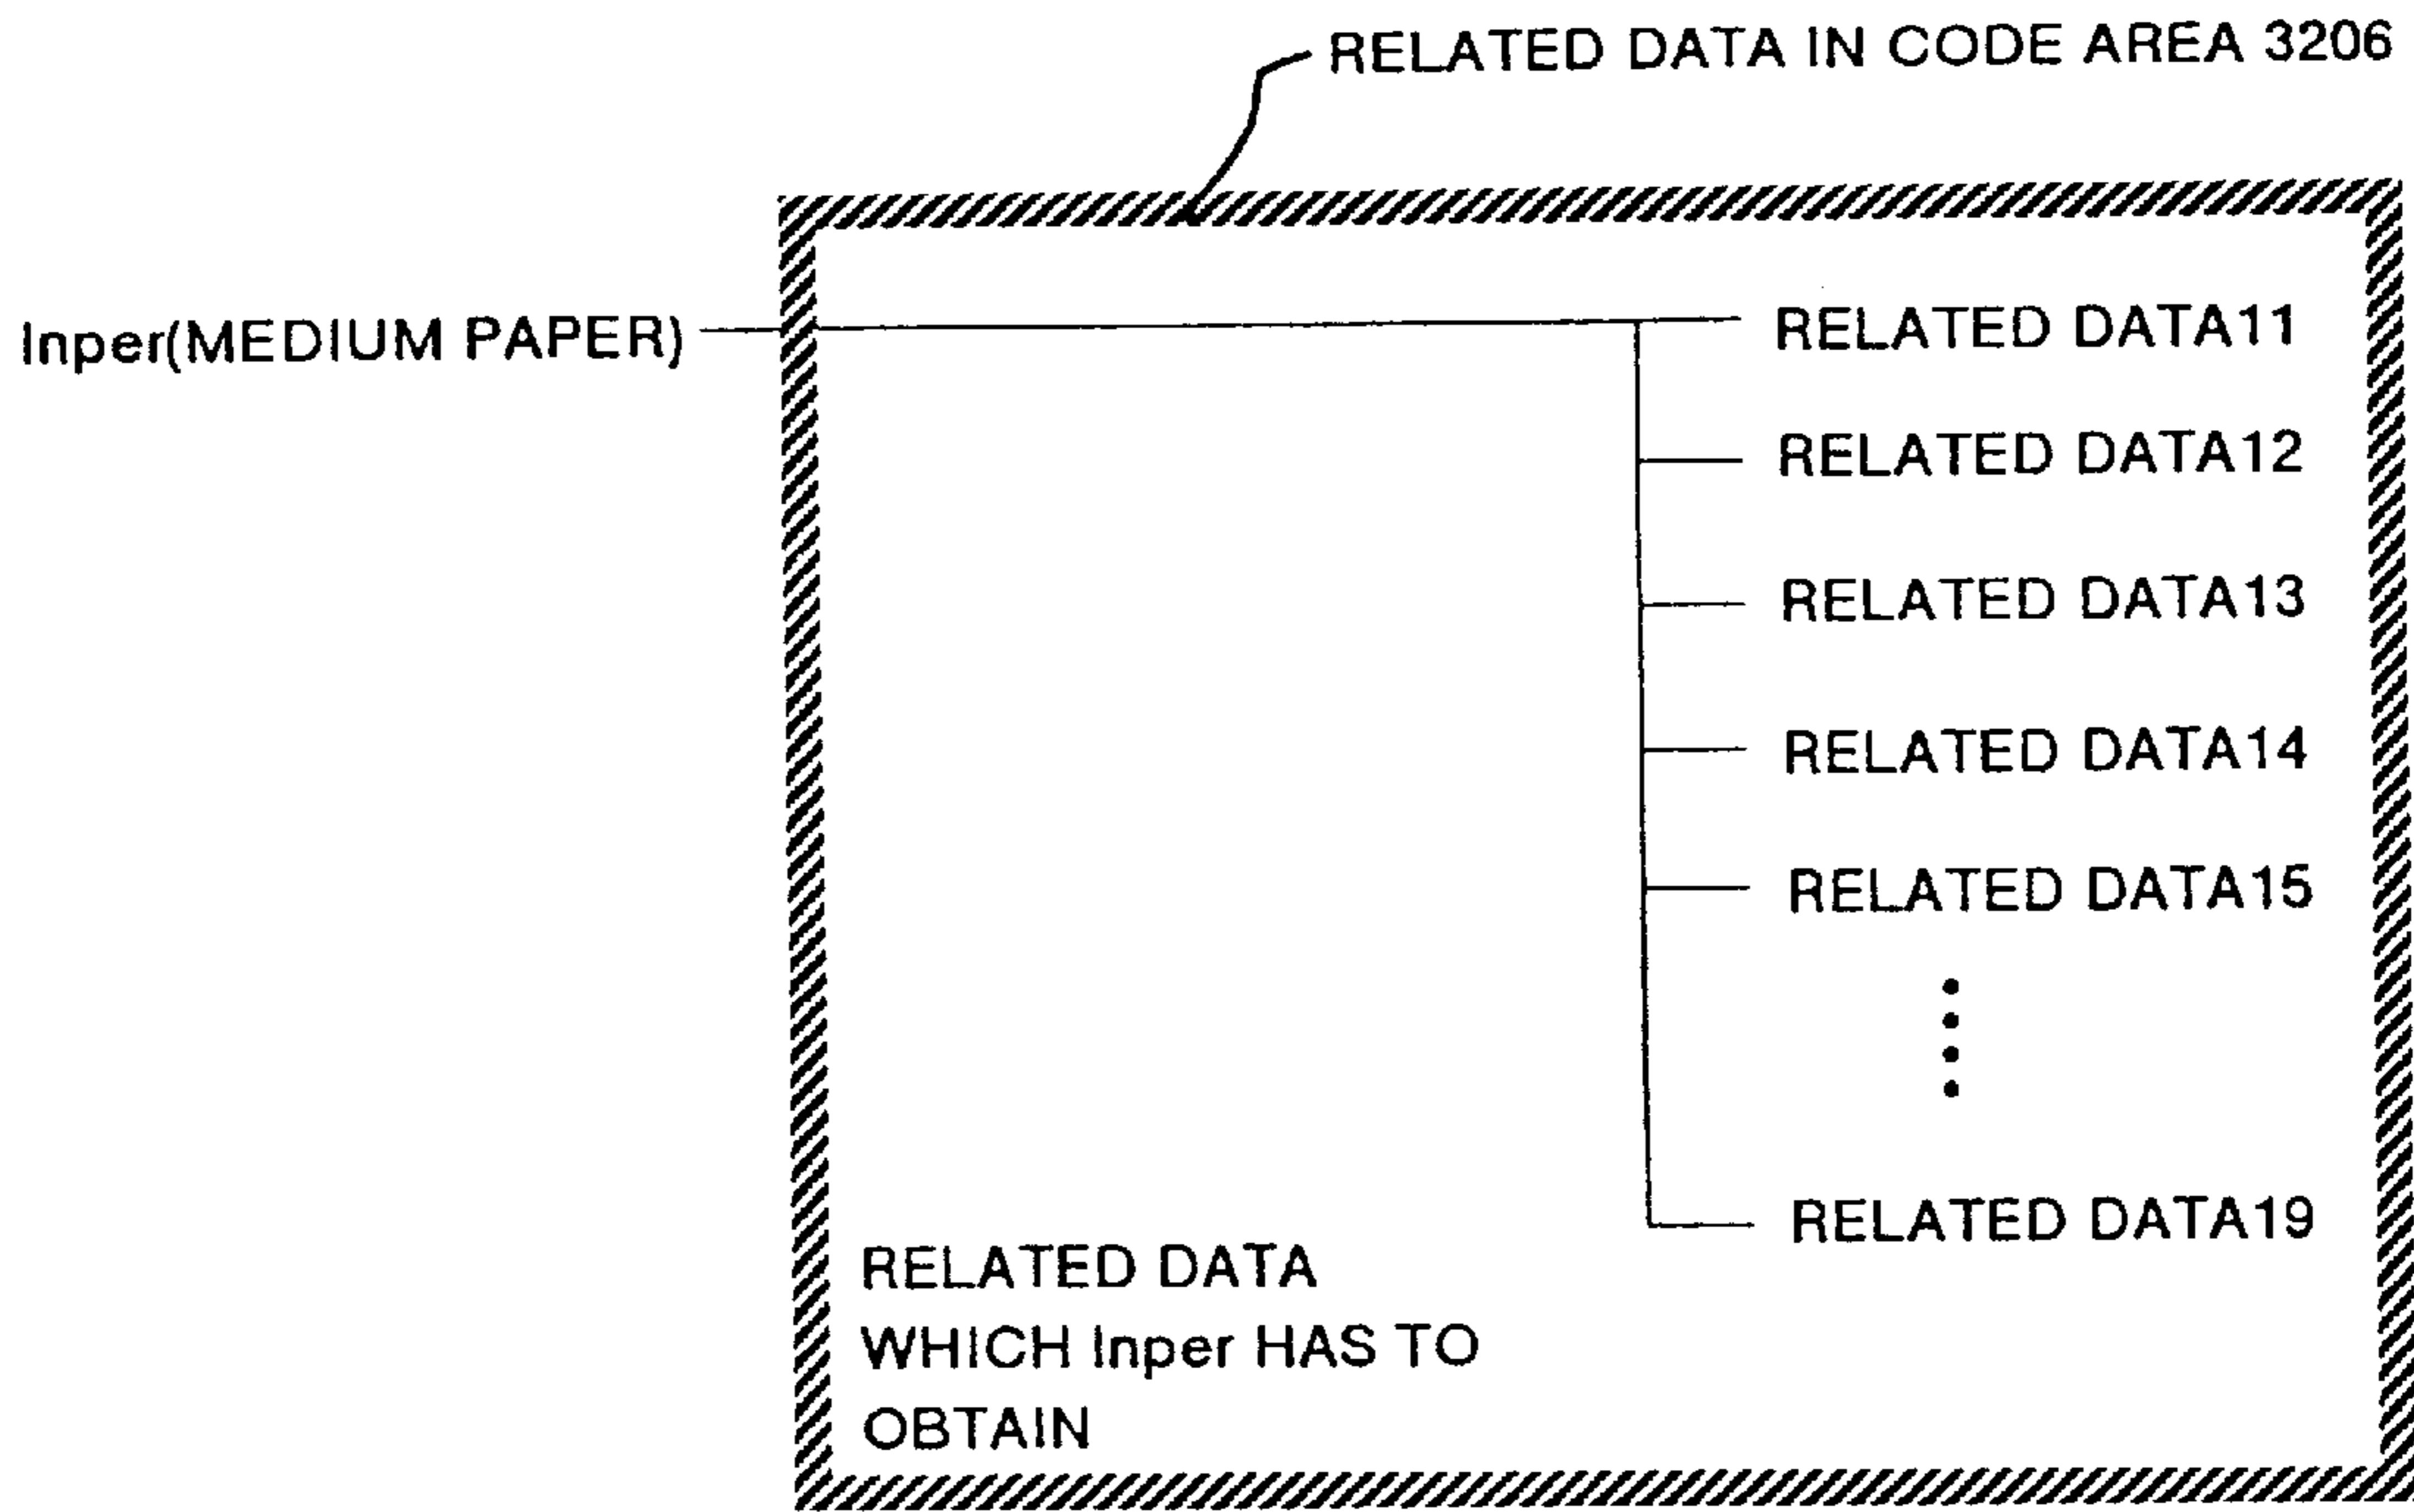 RELATED DATA IN CODE AREA 3206
Inper(MEDIUM PAPER)
RELATED DATA11
RELATED DATA12
RELATED DATA13
RELATED DATA14
RELATED DATA15
RELATED DATA19
RELATED DATA
WHICH Inper HAS TO
OBTAIN